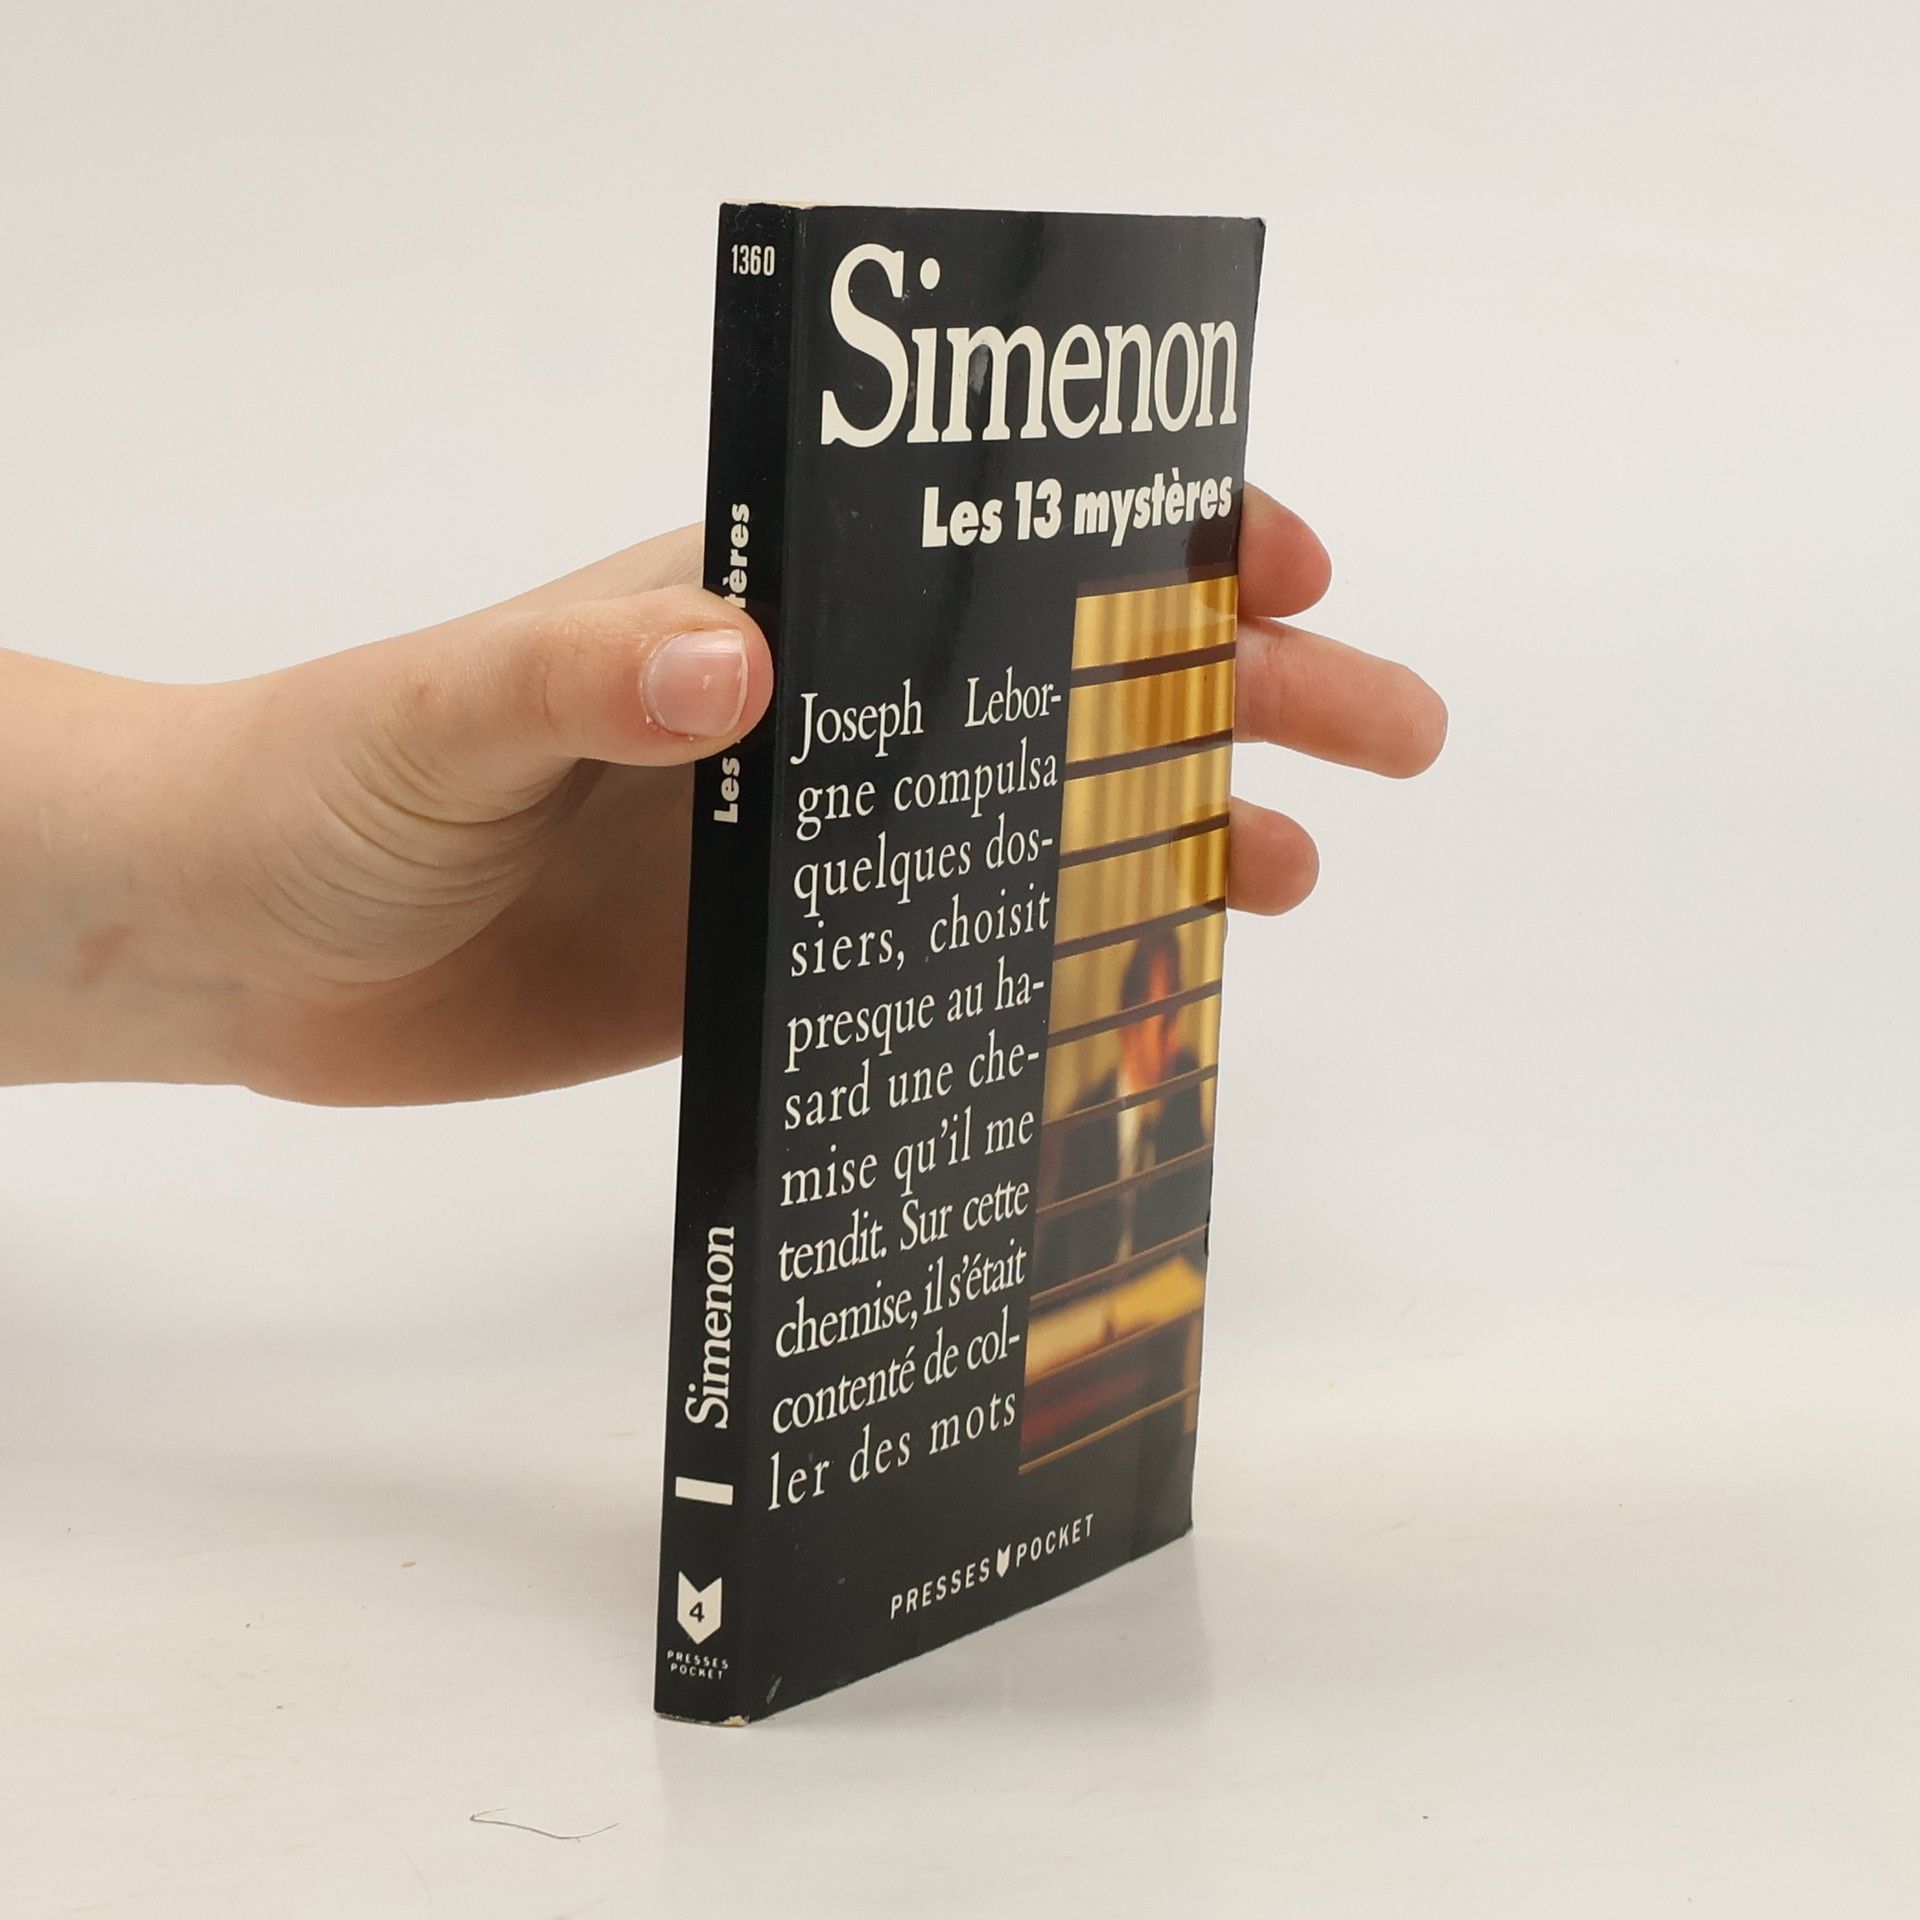 1360
Les tères
Simenon
4
PRESSES
POCKET
Simenon
Les 13 mystères
Joseph Lebor-
gne compulsa
quelques dos-
siers, choisit
presque au ha-
sard une che-
mise qu'il me
tendit. Sur cette
chemise, il s'était
contenté de col-
ler des mots
PRESSES POCKET